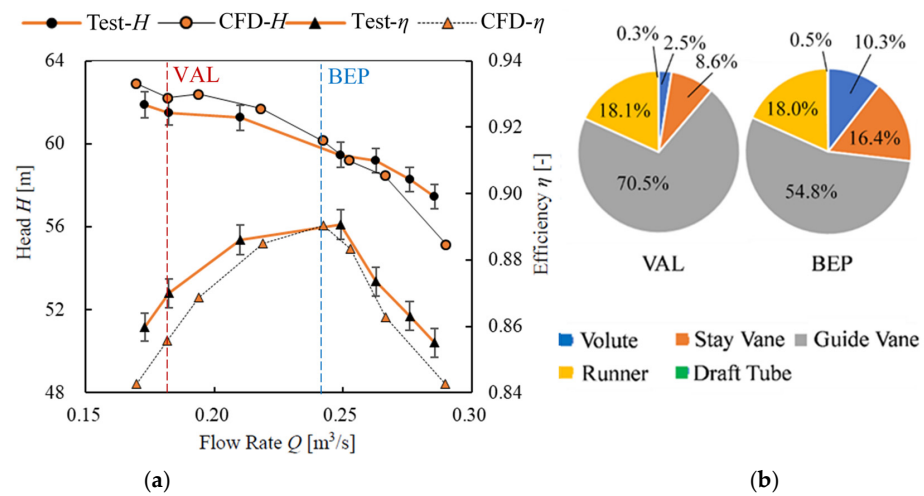 Test-H CFD-H Test-η CFD-η
64 0.94
VAL BEP
62 0.92
60
0.90
56
0.88
52 0.86
48 0.84
0.15 0.20 0.25 0.30
Head H [m]
Efficiency η [-]
Flow Rate Q [m³/s]
(a)
0.3% 2.5% 8.6%
18.1%
70.5%
VAL
0.5% 10.3%
18.0% 16.4%
54.8%
BEP
Volute Stay Vane Guide Vane
Runner Draft Tube
(b)